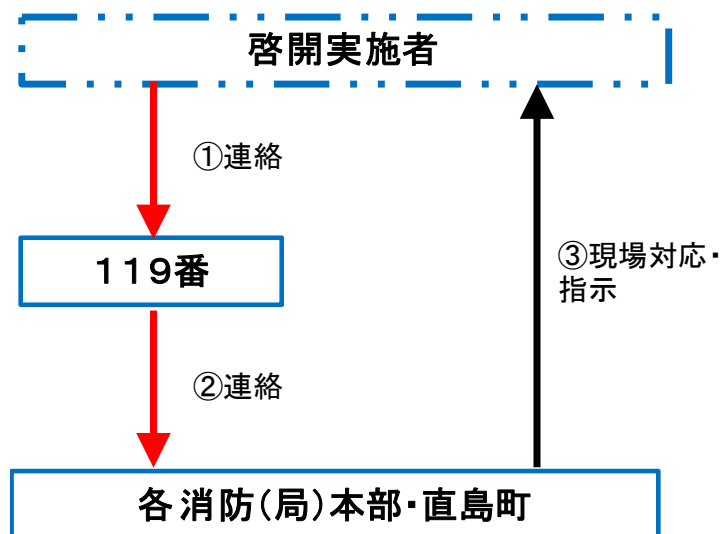 啓開実施者
①連絡
119番
③現場対応・
指示
②連絡
各消防(局)本部・直島町